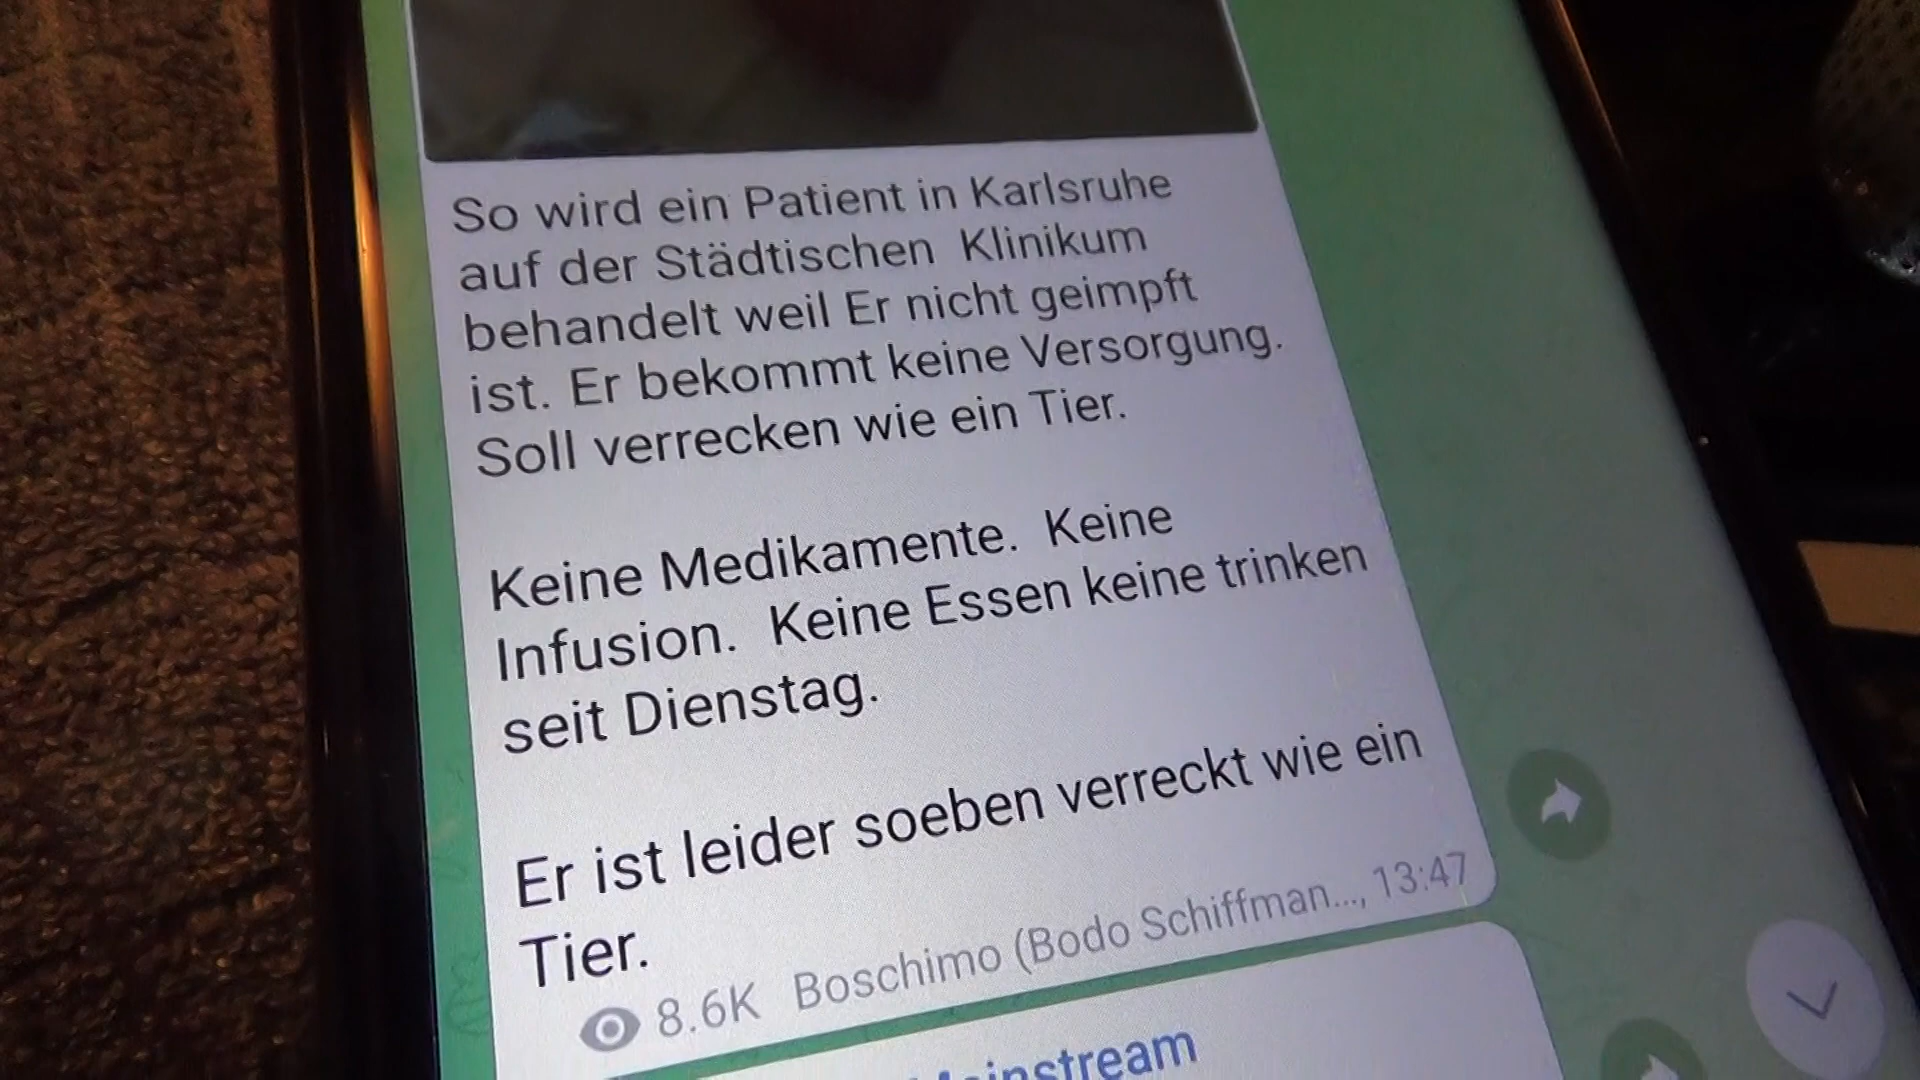 So wird ein Patient in Karlsruhe
auf der Städtischen Klinikum
behandelt weil Er nicht geimpft
ist. Er bekommt keine Versorgung.
Soll verrecken wie ein Tier.
Keine Medikamente. Keine
Infusion. Keine Essen keine trinken
seit Dienstag.
Er ist leider soeben verreckt wie ein
Tier.
8.6K Boschimo (Bodo Schiffman..., 13:47
Mainstream